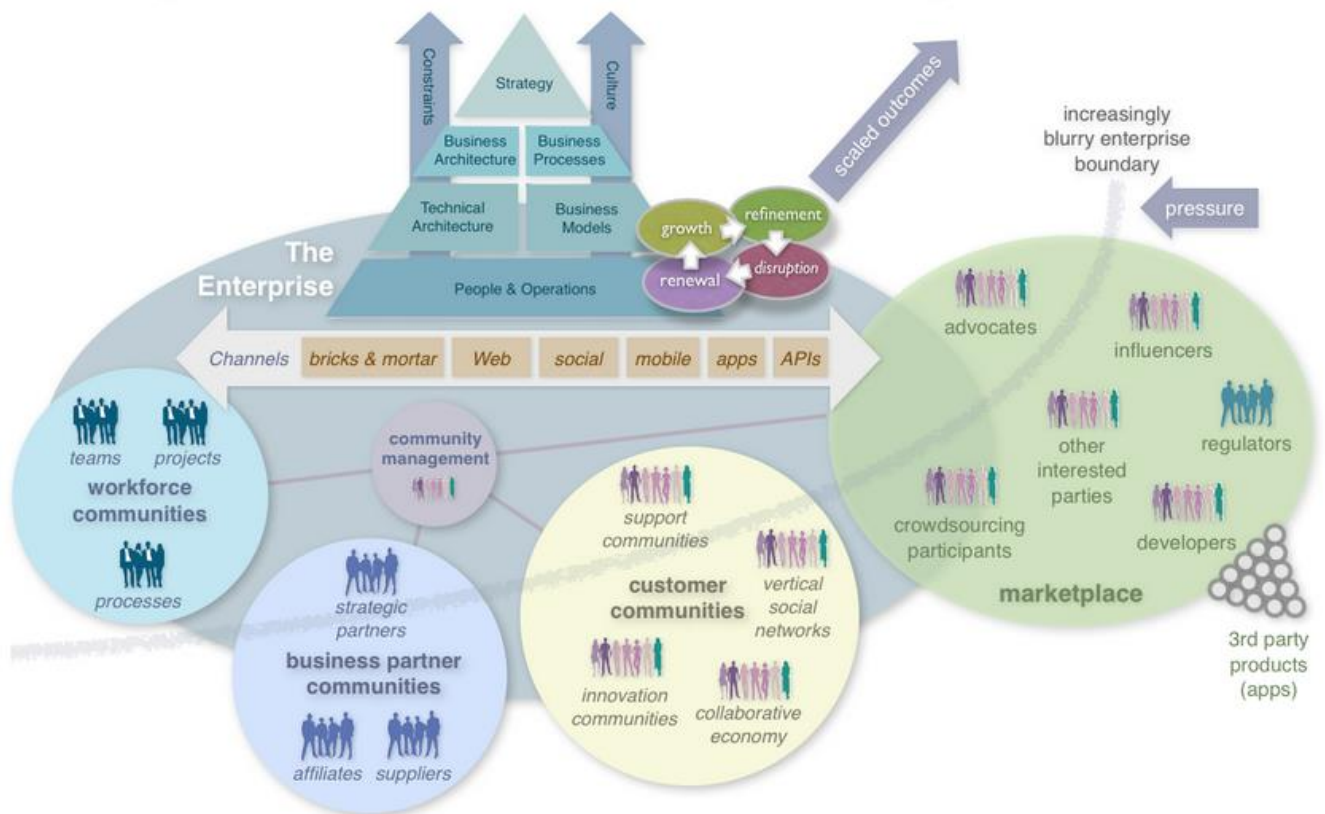 Constraints
Strategy
Culture
Business
Architecture
Business
Processes
Technical
Architecture
Business
Models
People & Operations
growth
refinement
disruption
renewal
scaled outcomes
increasingly
blurry enterprise
boundary
pressure
The
Enterprise
Channels
bricks & mortar
Web
social
mobile
apps
APIs
teams
projects
workforce
communities
processes
community
management
strategic
partners
business partner
communities
affiliates
suppliers
support
communities
customer
communities
vertical
social
networks
innovation
communities
collaborative
economy
advocates
influencers
other
interested
parties
regulators
crowdsourcing
participants
developers
marketplace
3rd party
products
(apps)